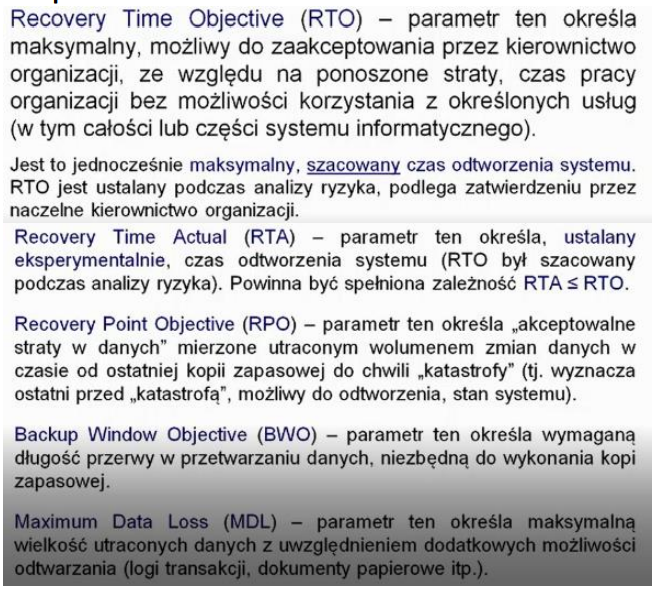 Recovery Time Objective (RTO) – parametr ten określa
maksymalny, możliwy do zaakceptowania przez kierownictwo
organizacji, ze względu na ponoszone straty, czas pracy
organizacji bez możliwości korzystania z określonych usług
(w tym całości lub części systemu informatycznego).
Jest to jednocześnie maksymalny, szacowany czas odtworzenia systemu.
RTO jest ustalany podczas analizy ryzyka, podlega zatwierdzeniu przez
naczelne kierownictwo organizacji.
Recovery Time Actual (RTA) – parametr ten określa, ustalany
eksperymentalnie, czas odtworzenia systemu (RTO był szacowany
podczas analizy ryzyka). Powinna być spełniona zależność RTA ≤ RTO.
Recovery Point Objective (RPO) – parametr ten określa „akceptowalne
straty w danych” mierzone utraconym wolumenem zmian danych w
czasie od ostatniej kopii zapasowej do chwili „katastrofy” (tj. wyznacza
ostatni przed „katastrofą”, możliwy do odtworzenia, stan systemu).
Backup Window Objective (BWO) – parametr ten określa wymaganą
długość przerwy w przetwarzaniu danych, niezbędną do wykonania kopi
zapasowej.
Maximum Data Loss (MDL) – parametr ten określa maksymalną
wielkość utraconych danych z uwzględnieniem dodatkowych możliwości
odtwarzania (logi transakcji, dokumenty papierowe itp.).